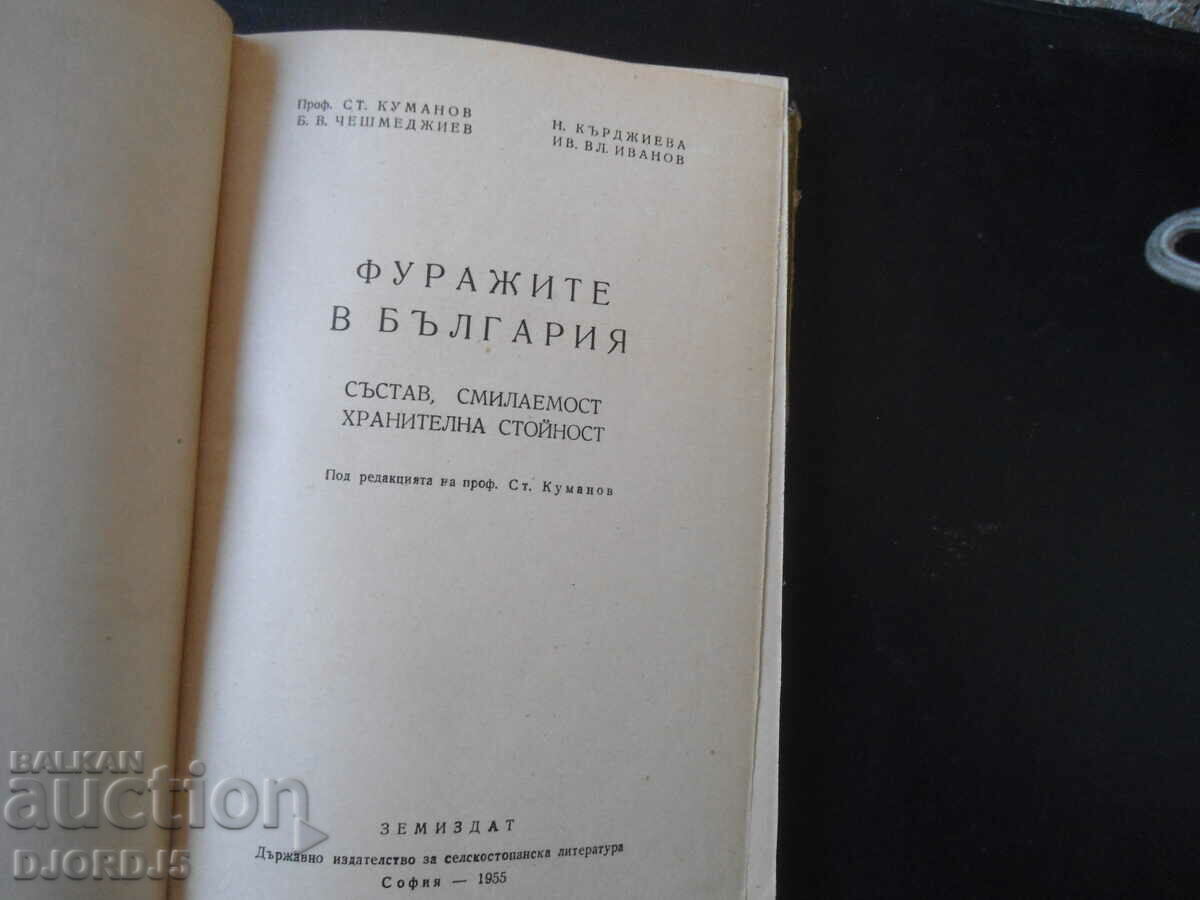 Проф. СТ. КУМАНОВ
Б. В. ЧЕШМЕДЖИЕВ
Н. КЪРДЖИЕВА
ИВ. ВЛ. ИВАНОВ
ФУРАЖИТЕ
В БЪЛГАРИЯ
СЪСТАВ, СМИЛАЕМОСТ
ХРАНИТЕЛНА СТОЙНОСТ
Под редакцията на проф. Ст. Куманов
ЗЕМИЗДАТ
Държавно издателство за селскостопанска литература
София — 1955
BALKAN
auction
DJORDJ5